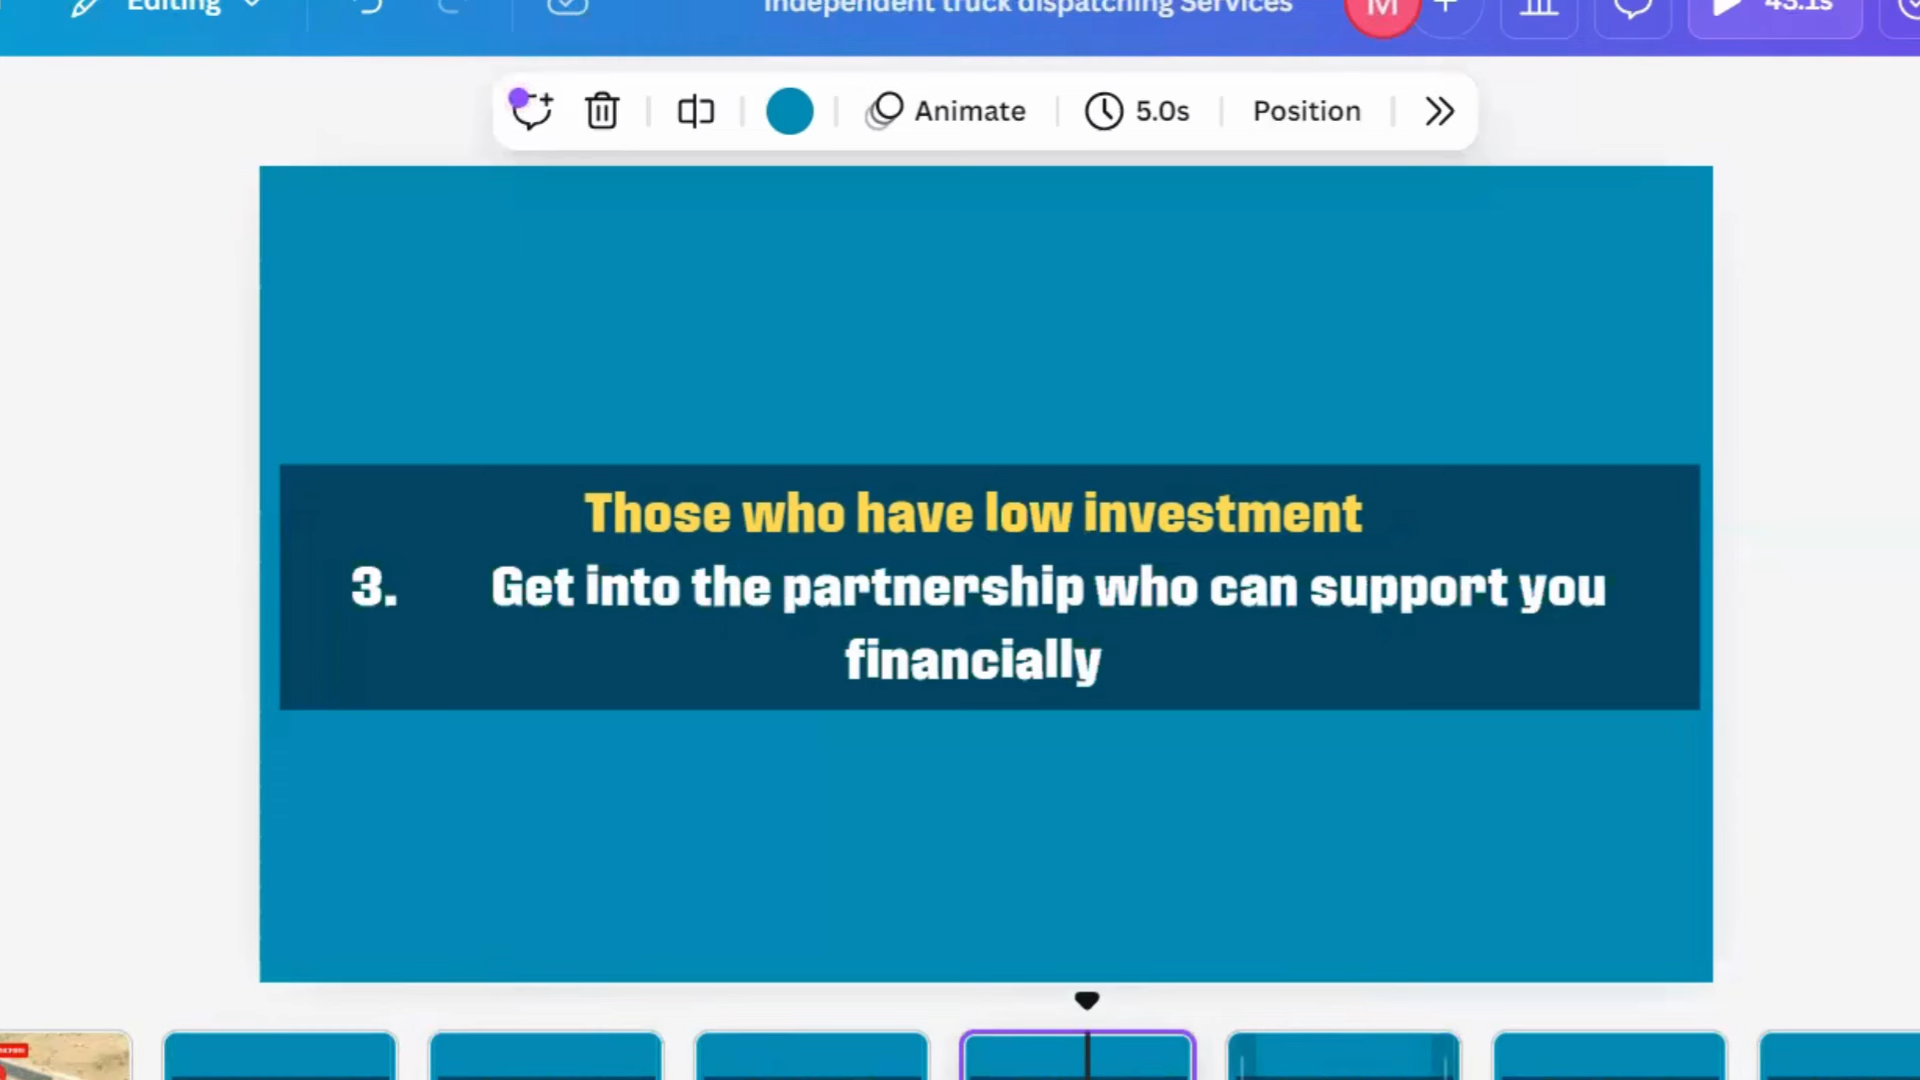 Editing
Independent truck dispatching Services
M
43.1s
Animate
5.0s
Position
Those who have low investment
3. Get into the partnership who can support you
financially